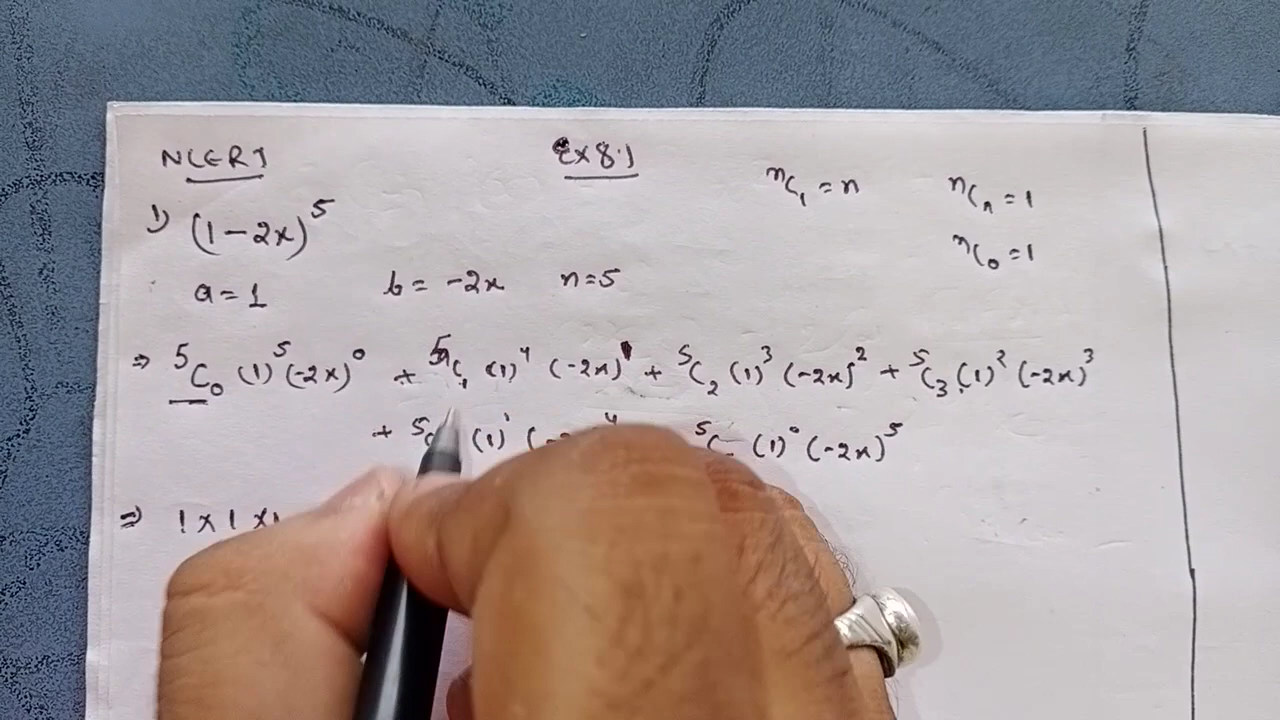 NCERT Ex 8.1
ⁿC₁ = n ⁿCₙ = 1
1) (1-2x)⁵ ⁿC₀ = 1
a = 1 b = -2x n = 5
⇒ ⁵C₀ (1)⁵ (-2x)⁰ + ⁵C₁ (1)⁴ (-2x)¹ + ⁵C₂ (1)³ (-2x)² + ⁵C₃ (1)² (-2x)³
+ ⁵C (1)¹ ( ⁴ ⁵C (1)⁰ (-2x)⁵
⇒ 1 × 1 ×